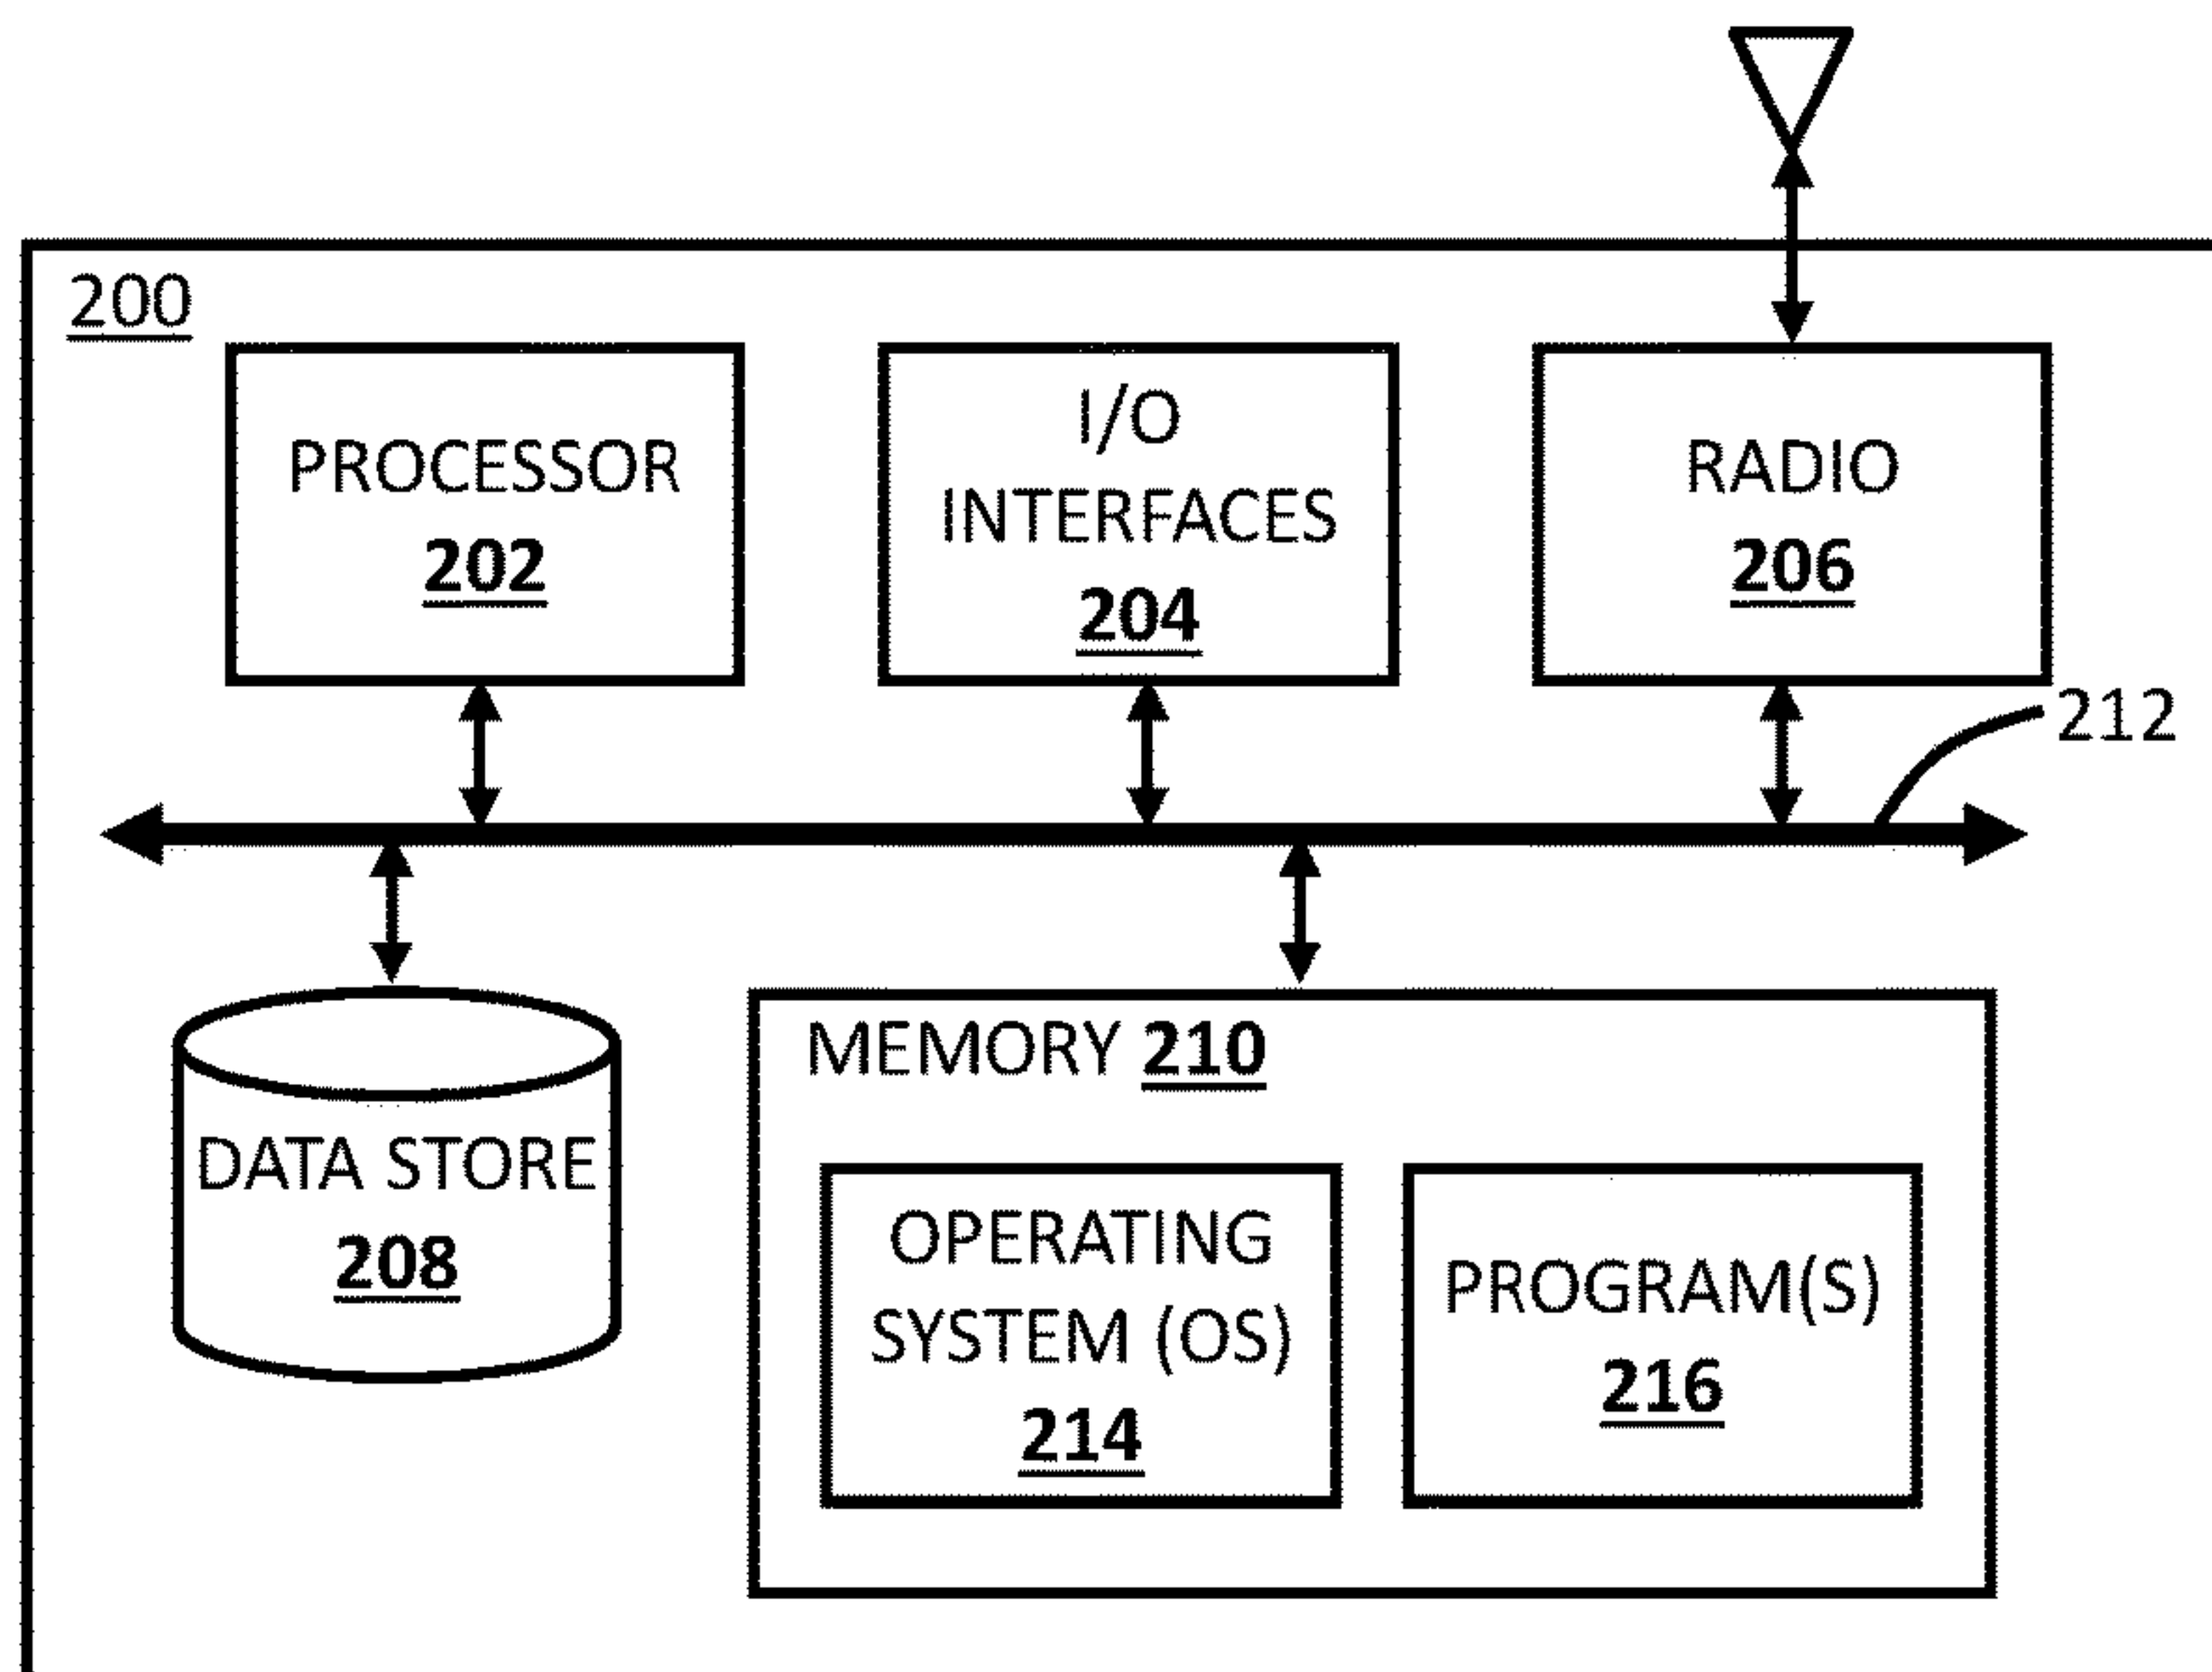 200
PROCESSOR
202
I/O
INTERFACES
204
RADIO
206
212
DATA STORE
208
MEMORY 210
OPERATING
SYSTEM (OS)
214
PROGRAM(S)
216